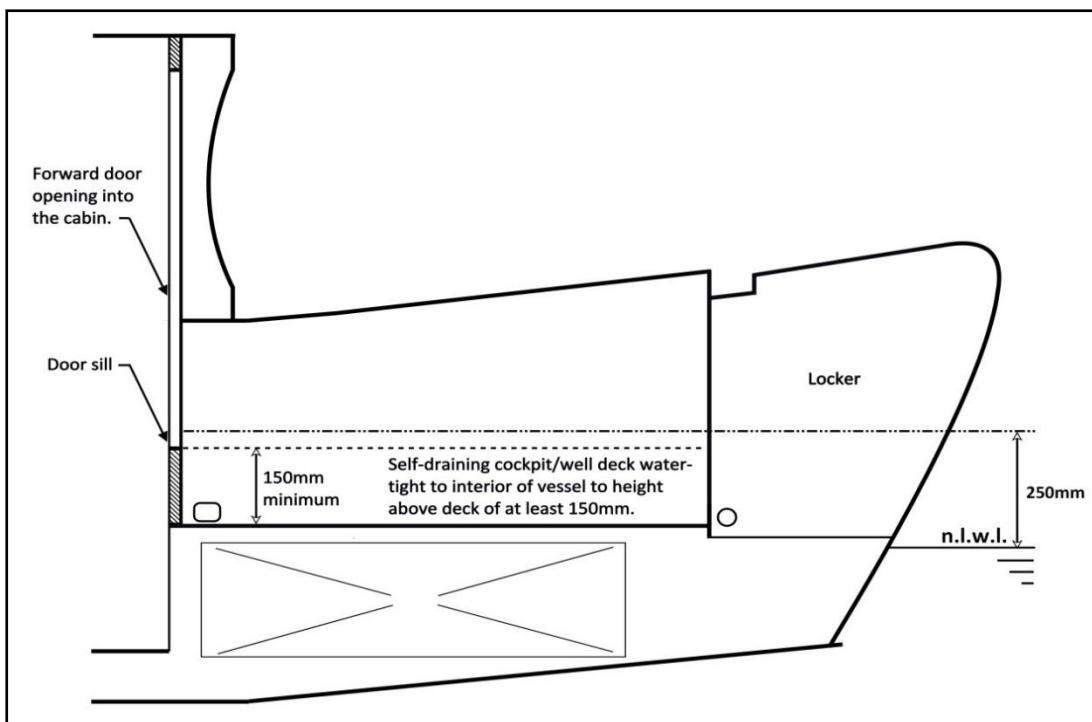 Forward door
opening into
the cabin.
Door sill
Locker
150mm
minimum
Self-draining cockpit/well deck water-
tight to interior of vessel to height
above deck of at least 150mm.
250mm
n.l.w.l.